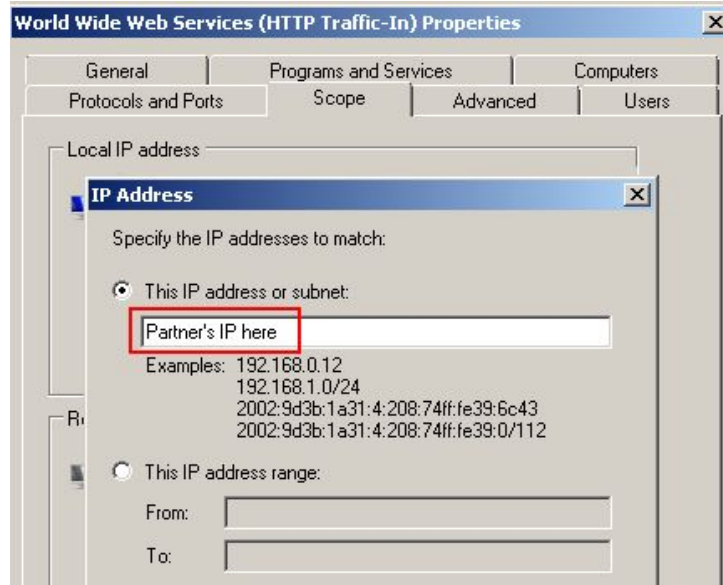 World Wide Web Services (HTTP Traffic-In) Properties
General Programs and Services Computers
Protocols and Ports Scope Advanced Users
Local IP address
IP Address
Specify the IP addresses to match:
This IP address or subnet:
Partner's IP here
Examples: 192.168.0.12
192.168.1.0/24
2002:9d3b:1a31:4:208:74ff:fe39:6c43
2002:9d3b:1a31:4:208:74ff:fe39:0/112
This IP address range:
From:
To: